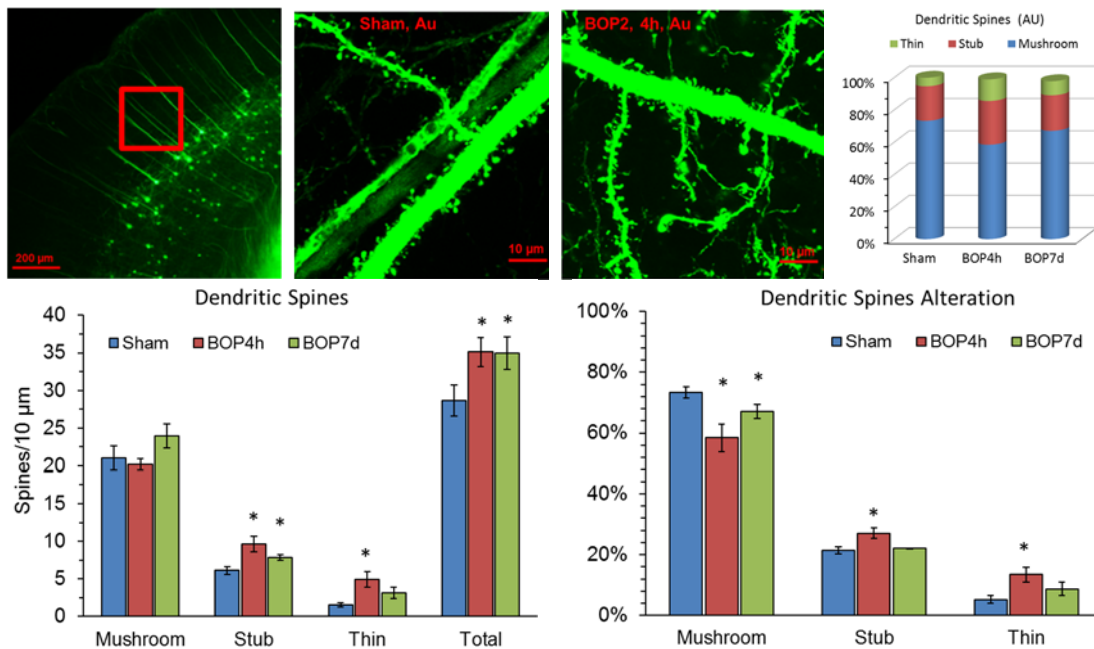 Sham, Au
BOP2, 4h, Au
200 µm
10 µm
10 µm
Dendritic Spines (AU)
Thin Stub Mushroom
100%
80%
60%
40%
20%
0%
Sham BOP4h BOP7d
Dendritic Spines
Sham BOP4h BOP7d
Spines/10 µm
40
35
30
25
20
15
10
5
0
* * * * *
Mushroom Stub Thin Total
Dendritic Spines Alteration
Sham BOP4h BOP7d
100%
80%
60%
40%
20%
0%
* * * *
Mushroom Stub Thin